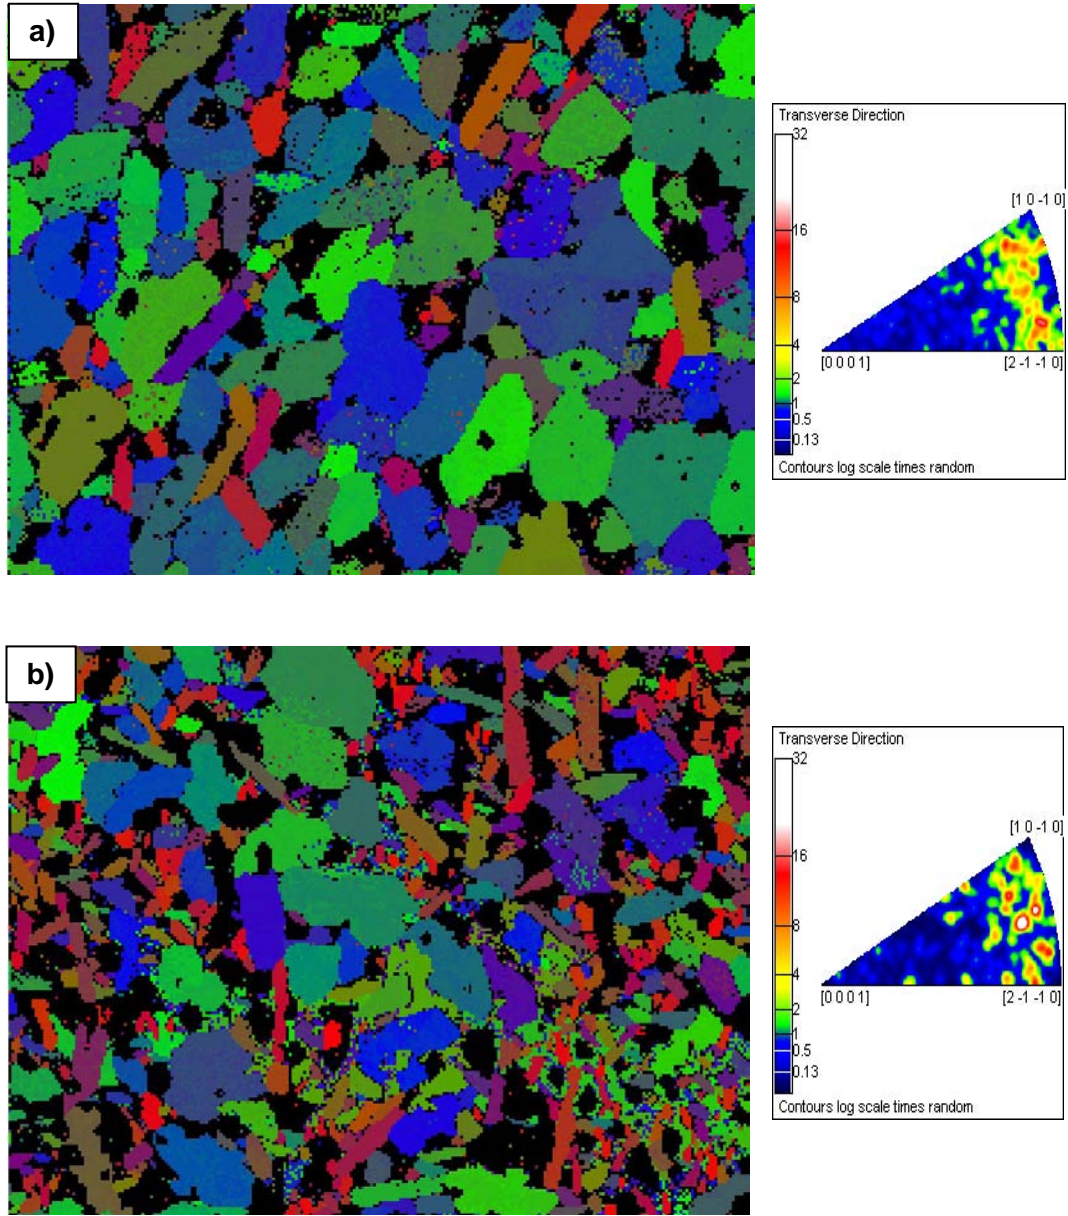 a)
Transverse Direction
32
16
8
4
2
1
0.5
0.13
[1 0 -1 0]
[0 0 0 1]
[2 -1 -1 0]
Contours log scale times random
b)
Transverse Direction
32
16
8
4
2
1
0.5
0.13
[1 0 -1 0]
[0 0 0 1]
[2 -1 -1 0]
Contours log scale times random